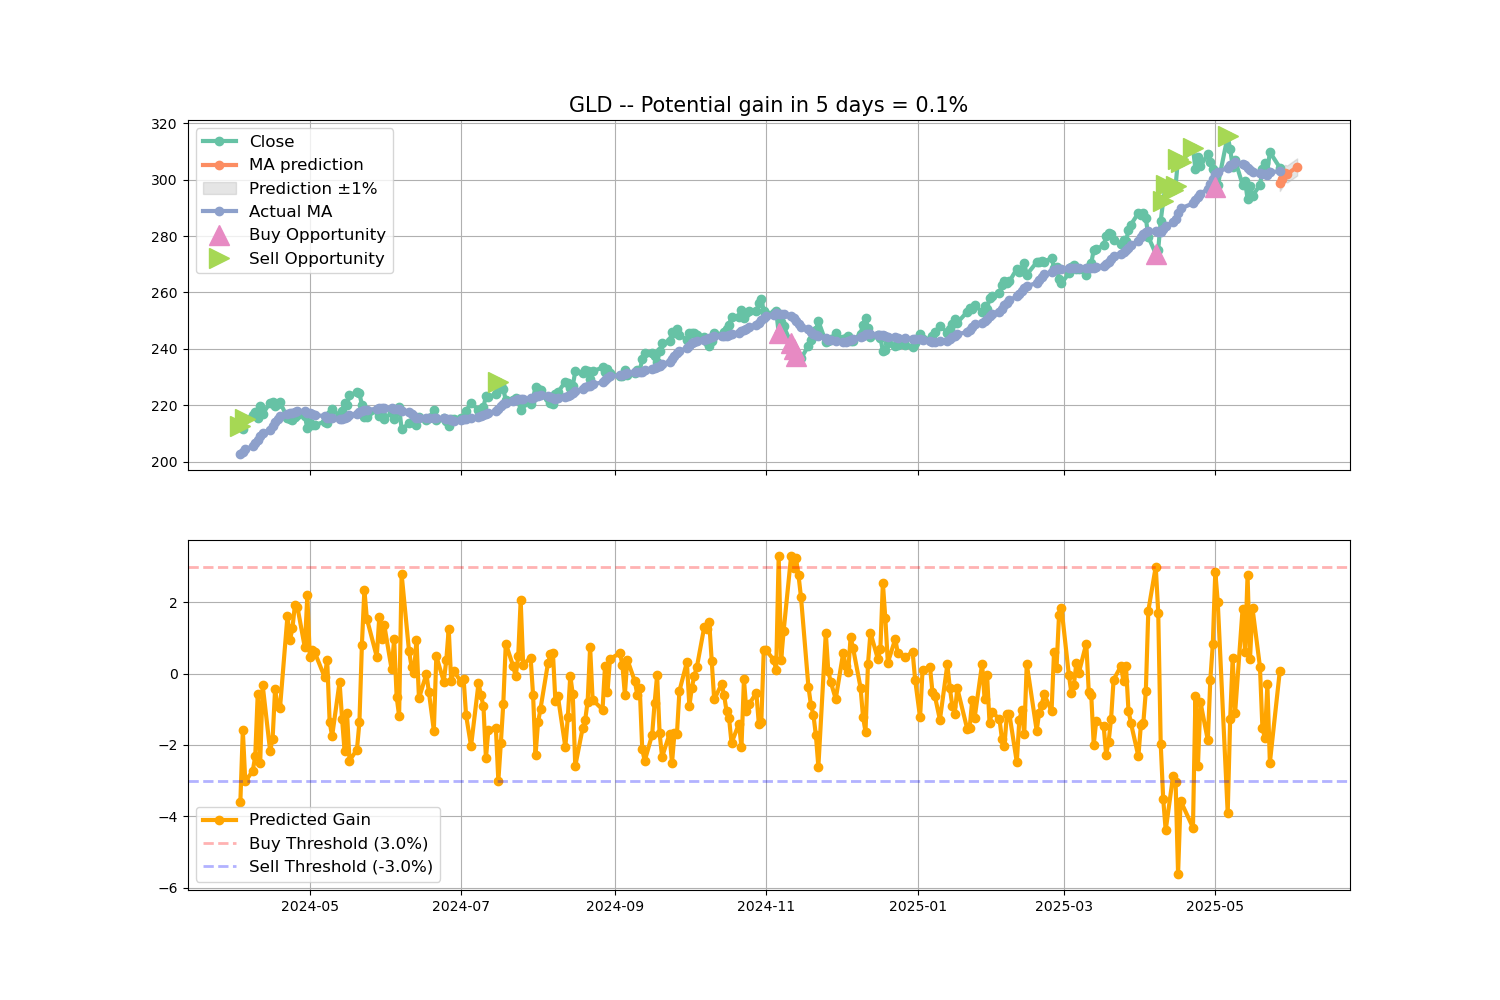 GLD -- Potential gain in 5 days = 0.1%
320
300
280
260
240
220
200
Close
MA prediction
Prediction ±1%
Actual MA
Buy Opportunity
Sell Opportunity
2
0
−2
−4
−6
Predicted Gain
Buy Threshold (3.0%)
Sell Threshold (-3.0%)
2024-05 2024-07 2024-09 2024-11 2025-01 2025-03 2025-05